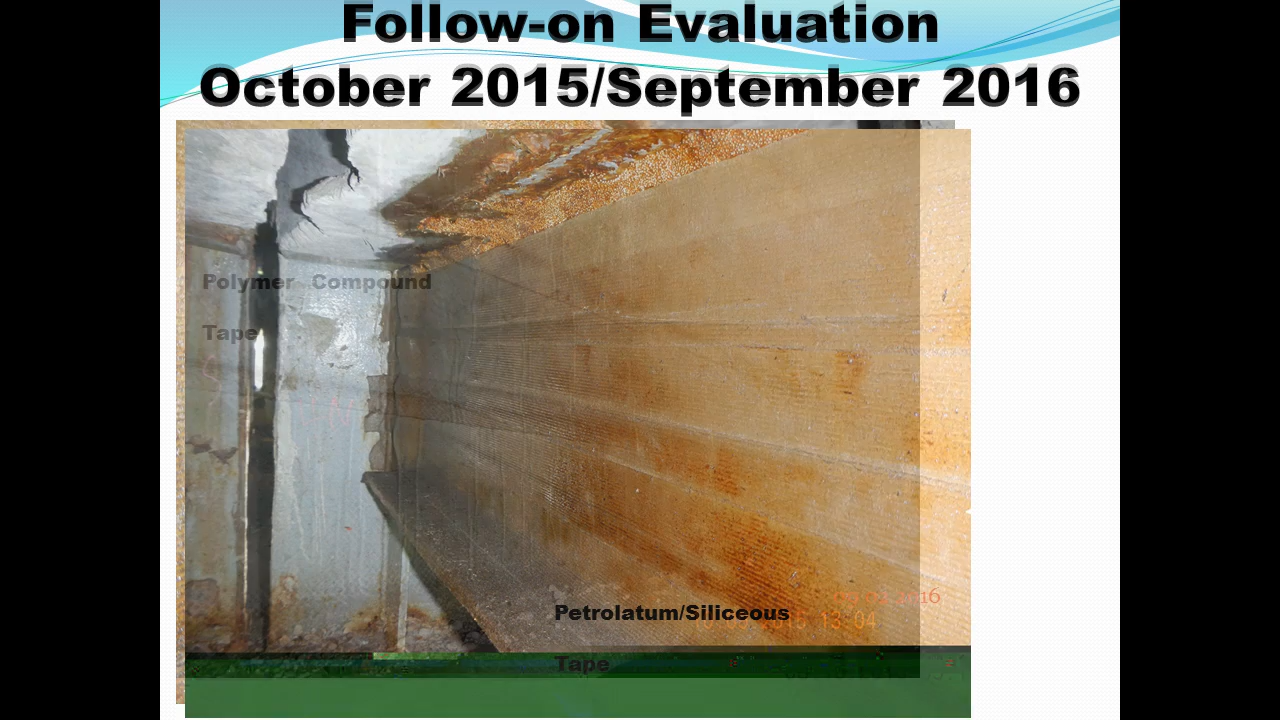 Follow-on Evaluation
October 2015/September 2016
Polymer Compound
Tape
Petrolatum/Siliceous
Tape